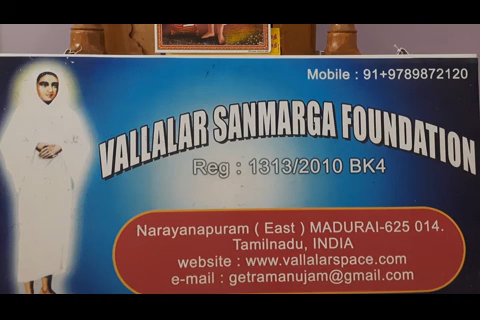 Mobile : 91+9789872120
VALLALAR SANMARGA FOUNDATION
Reg : 1313/2010 BK4
Narayanapuram ( East ) MADURAI-625 014.
Tamilnadu, INDIA
website : www.vallalarspace.com
e-mail : getramanujam@gmail.com